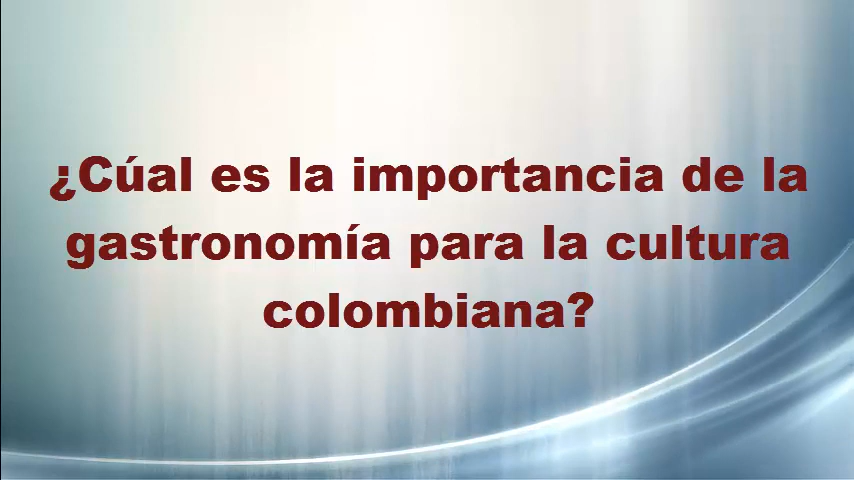 ¿Cúal es la importancia de la
gastronomía para la cultura
colombiana?